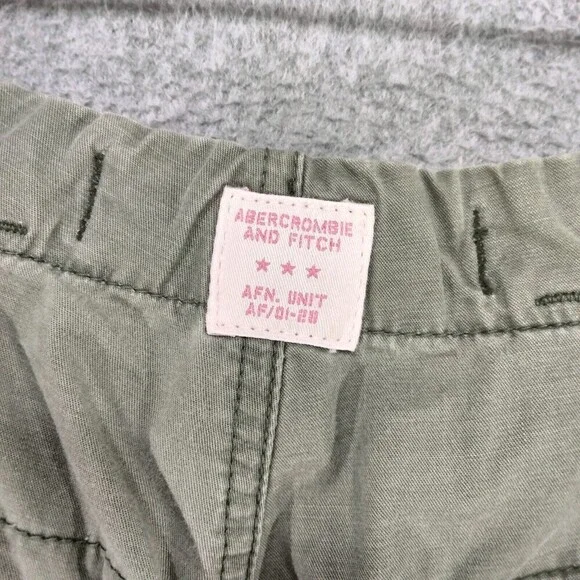 ABERCROMBIE
AND FITCH
★ ★ ★
AFN. UNIT
AF/01-28